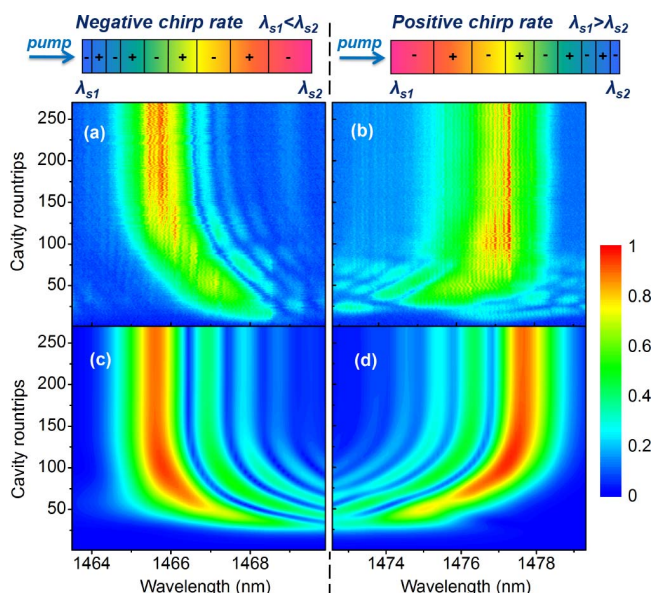 Negative chirp rate λs1<λs2
Positive chirp rate λs1>λs2
pump
- + - + - + - + -
pump
- + - + - + - + -
λs1
λs2
λs1
λs2
(a)
(b)
250
200
150
100
50
Cavity rountrips
(c)
(d)
250
200
150
100
50
Cavity rountrips
1
0.8
0.6
0.4
0.2
0
1464 1466 1468
1474 1476 1478
Wavelength (nm)
Wavelength (nm)